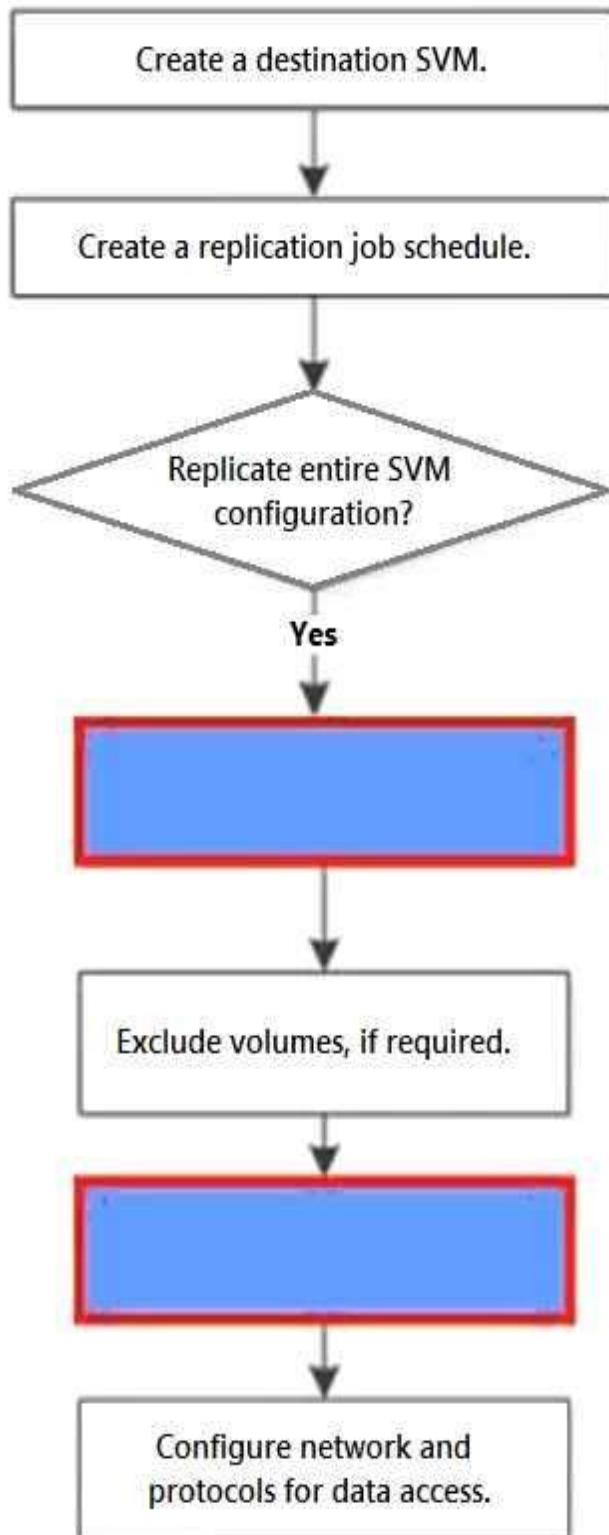 Create a destination SVM.
Create a replication job schedule.
Replicate entire SVM
configuration?
Yes
Exclude volumes, if required.
Configure network and
protocols for data access.